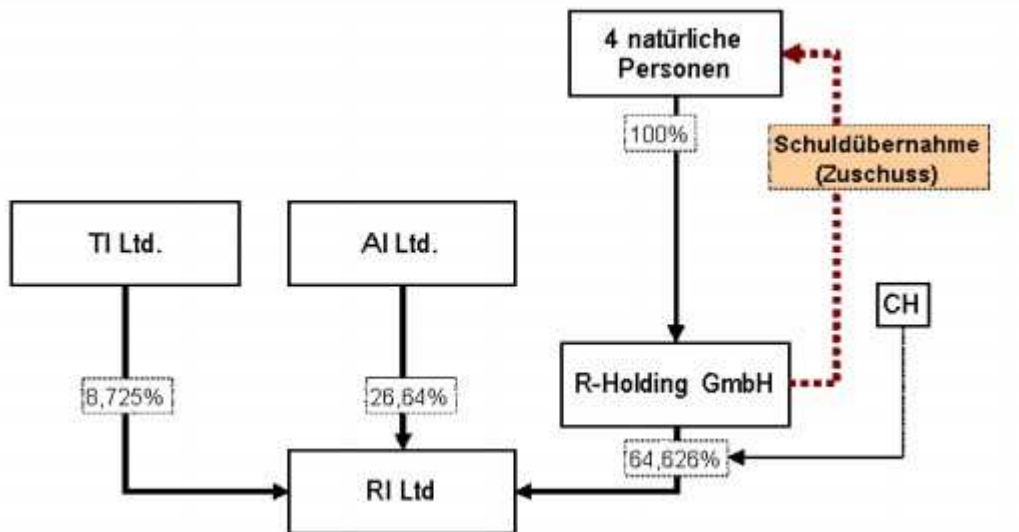 4 natürliche
Personen
100%
Schuldübernahme
(Zuschuss)
TI Ltd.
AI Ltd.
CH
R-Holding GmbH
8,725%
26,64%
64,626%
RI Ltd